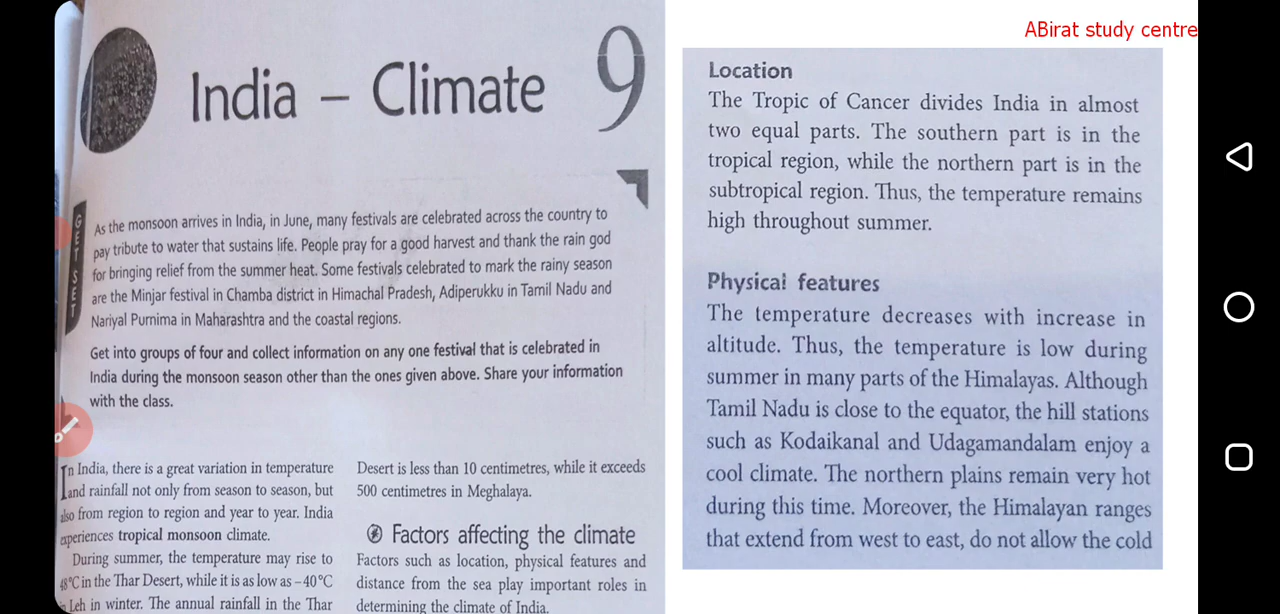 ABirat study centre
India – Climate 9
GET SET
As the monsoon arrives in India, in June, many festivals are celebrated across the country to
pay tribute to water that sustains life. People pray for a good harvest and thank the rain god
for bringing relief from the summer heat. Some festivals celebrated to mark the rainy season
are the Minjar festival in Chamba district in Himachal Pradesh, Adiperukku in Tamil Nadu and
Nariyal Purnima in Maharashtra and the coastal regions.
Get into groups of four and collect information on any one festival that is celebrated in
India during the monsoon season other than the ones given above. Share your information
with the class.
In India, there is a great variation in temperature
and rainfall not only from season to season, but
also from region to region and year to year. India
experiences tropical monsoon climate.
During summer, the temperature may rise to
48°C in the Thar Desert, while it is as low as –40°C
in Leh in winter. The annual rainfall in the Thar
Desert is less than 10 centimetres, while it exceeds
500 centimetres in Meghalaya.
Factors affecting the climate
Factors such as location, physical features and
distance from the sea play important roles in
determining the climate of India.
Location
The Tropic of Cancer divides India in almost
two equal parts. The southern part is in the
tropical region, while the northern part is in the
subtropical region. Thus, the temperature remains
high throughout summer.
Physical features
The temperature decreases with increase in
altitude. Thus, the temperature is low during
summer in many parts of the Himalayas. Although
Tamil Nadu is close to the equator, the hill stations
such as Kodaikanal and Udagamandalam enjoy a
cool climate. The northern plains remain very hot
during this time. Moreover, the Himalayan ranges
that extend from west to east, do not allow the cold